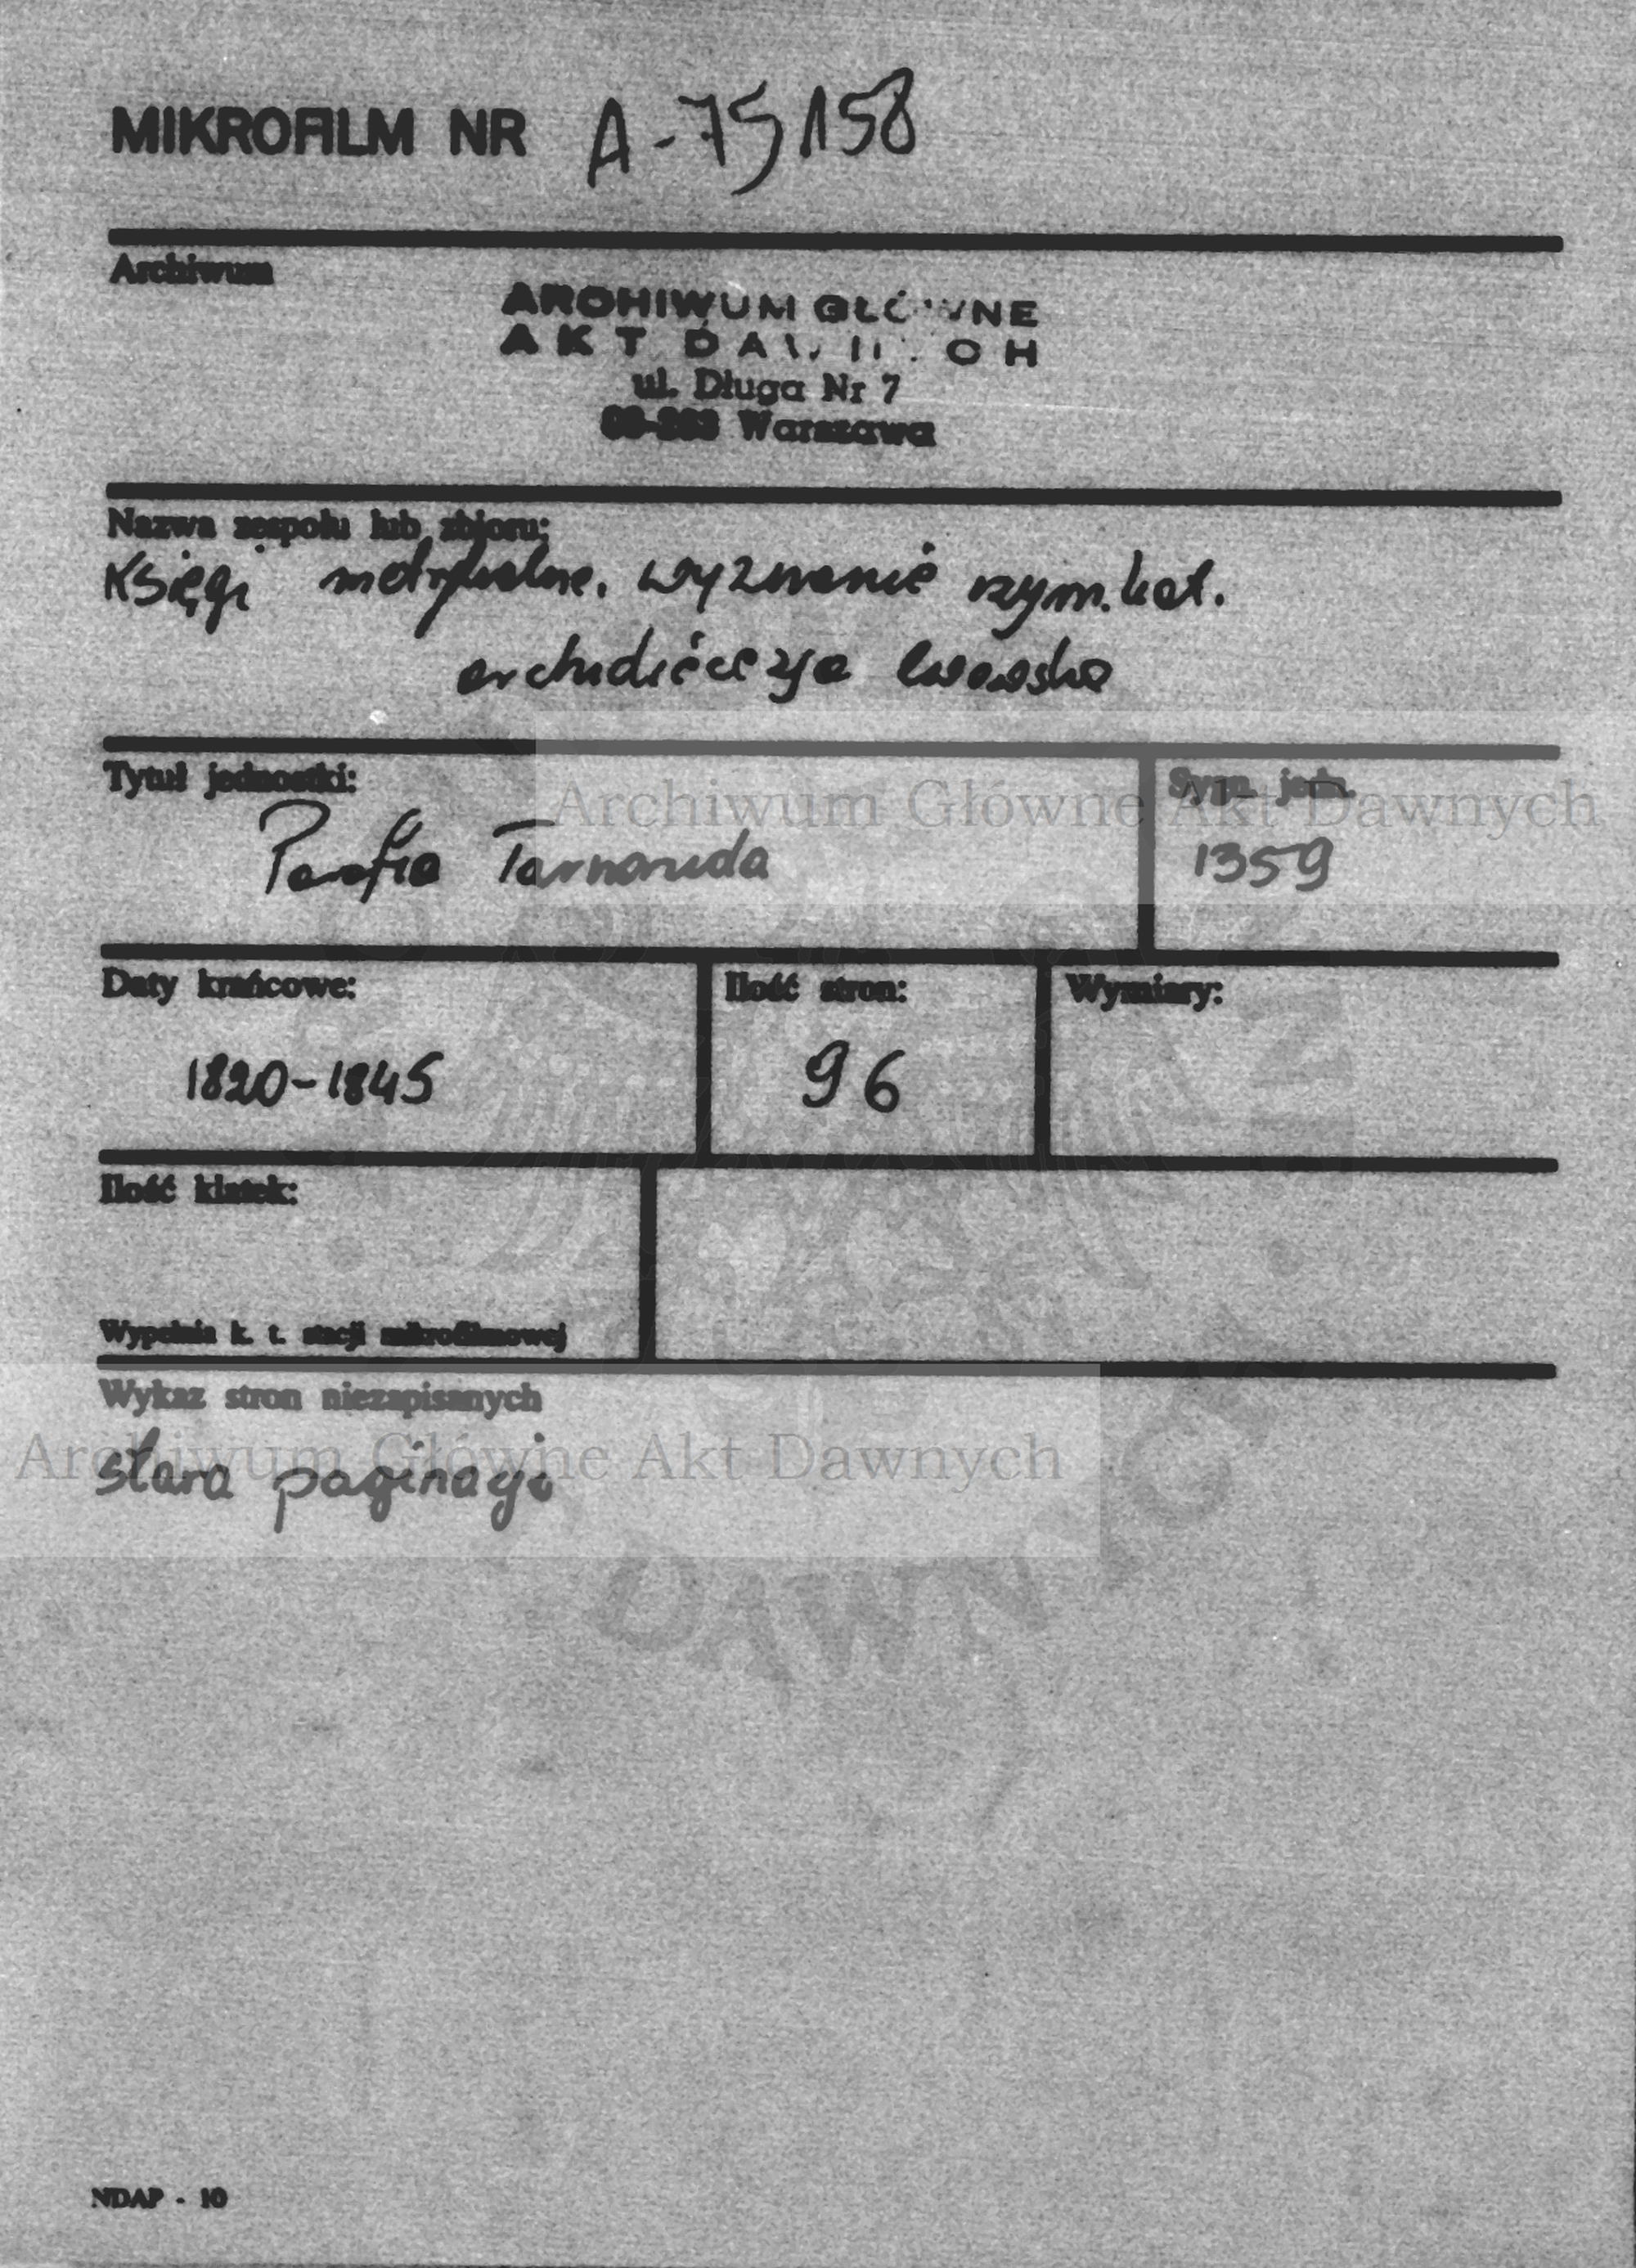 MIKROFILM NR A-75158
Archiwum
ARCHIWUM GŁÓWNE
AKT DAWNYCH
ul. Długa Nr 7
00-263 Warszawa
Nazwa zespołu lub zbioru:
Księgi metrykalne. wyznanie rzym.kat.
archidiecezja lwowska
Tytuł jednostki:
Sygn. jedn.
Archiwum Główne Akt Dawnych
Parafia Tarnoruda
1359
Daty krańcowe:
Ilość stron:
Wymiary:
1820-1845
96
Ilość klatek:
Wypełnia k. t. stacji mikrofilmowej
Wykaz stron niezapisanych
Archiwum Główne Akt Dawnych
stara paginacja
DAWNYCH
NDAP - 10